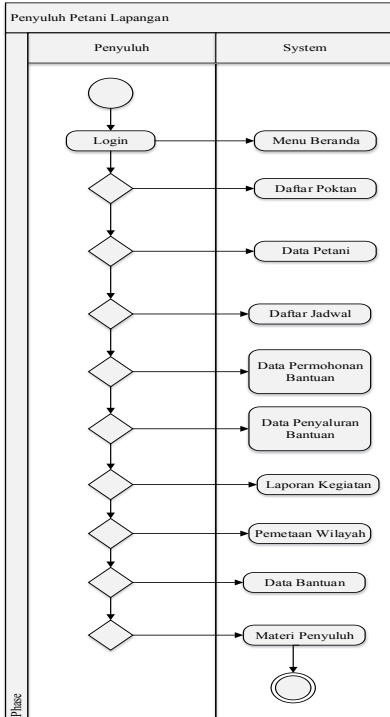 Penyuluh Petani Lapangan
Penyuluh
System
Login
Menu Beranda
Daftar Poktan
Data Petani
Daftar Jadwal
Data Permohonan
Bantuan
Data Penyaluran
Bantuan
Laporan Kegiatan
Pemetaan Wilayah
Data Bantuan
Materi Penyuluh
Phase